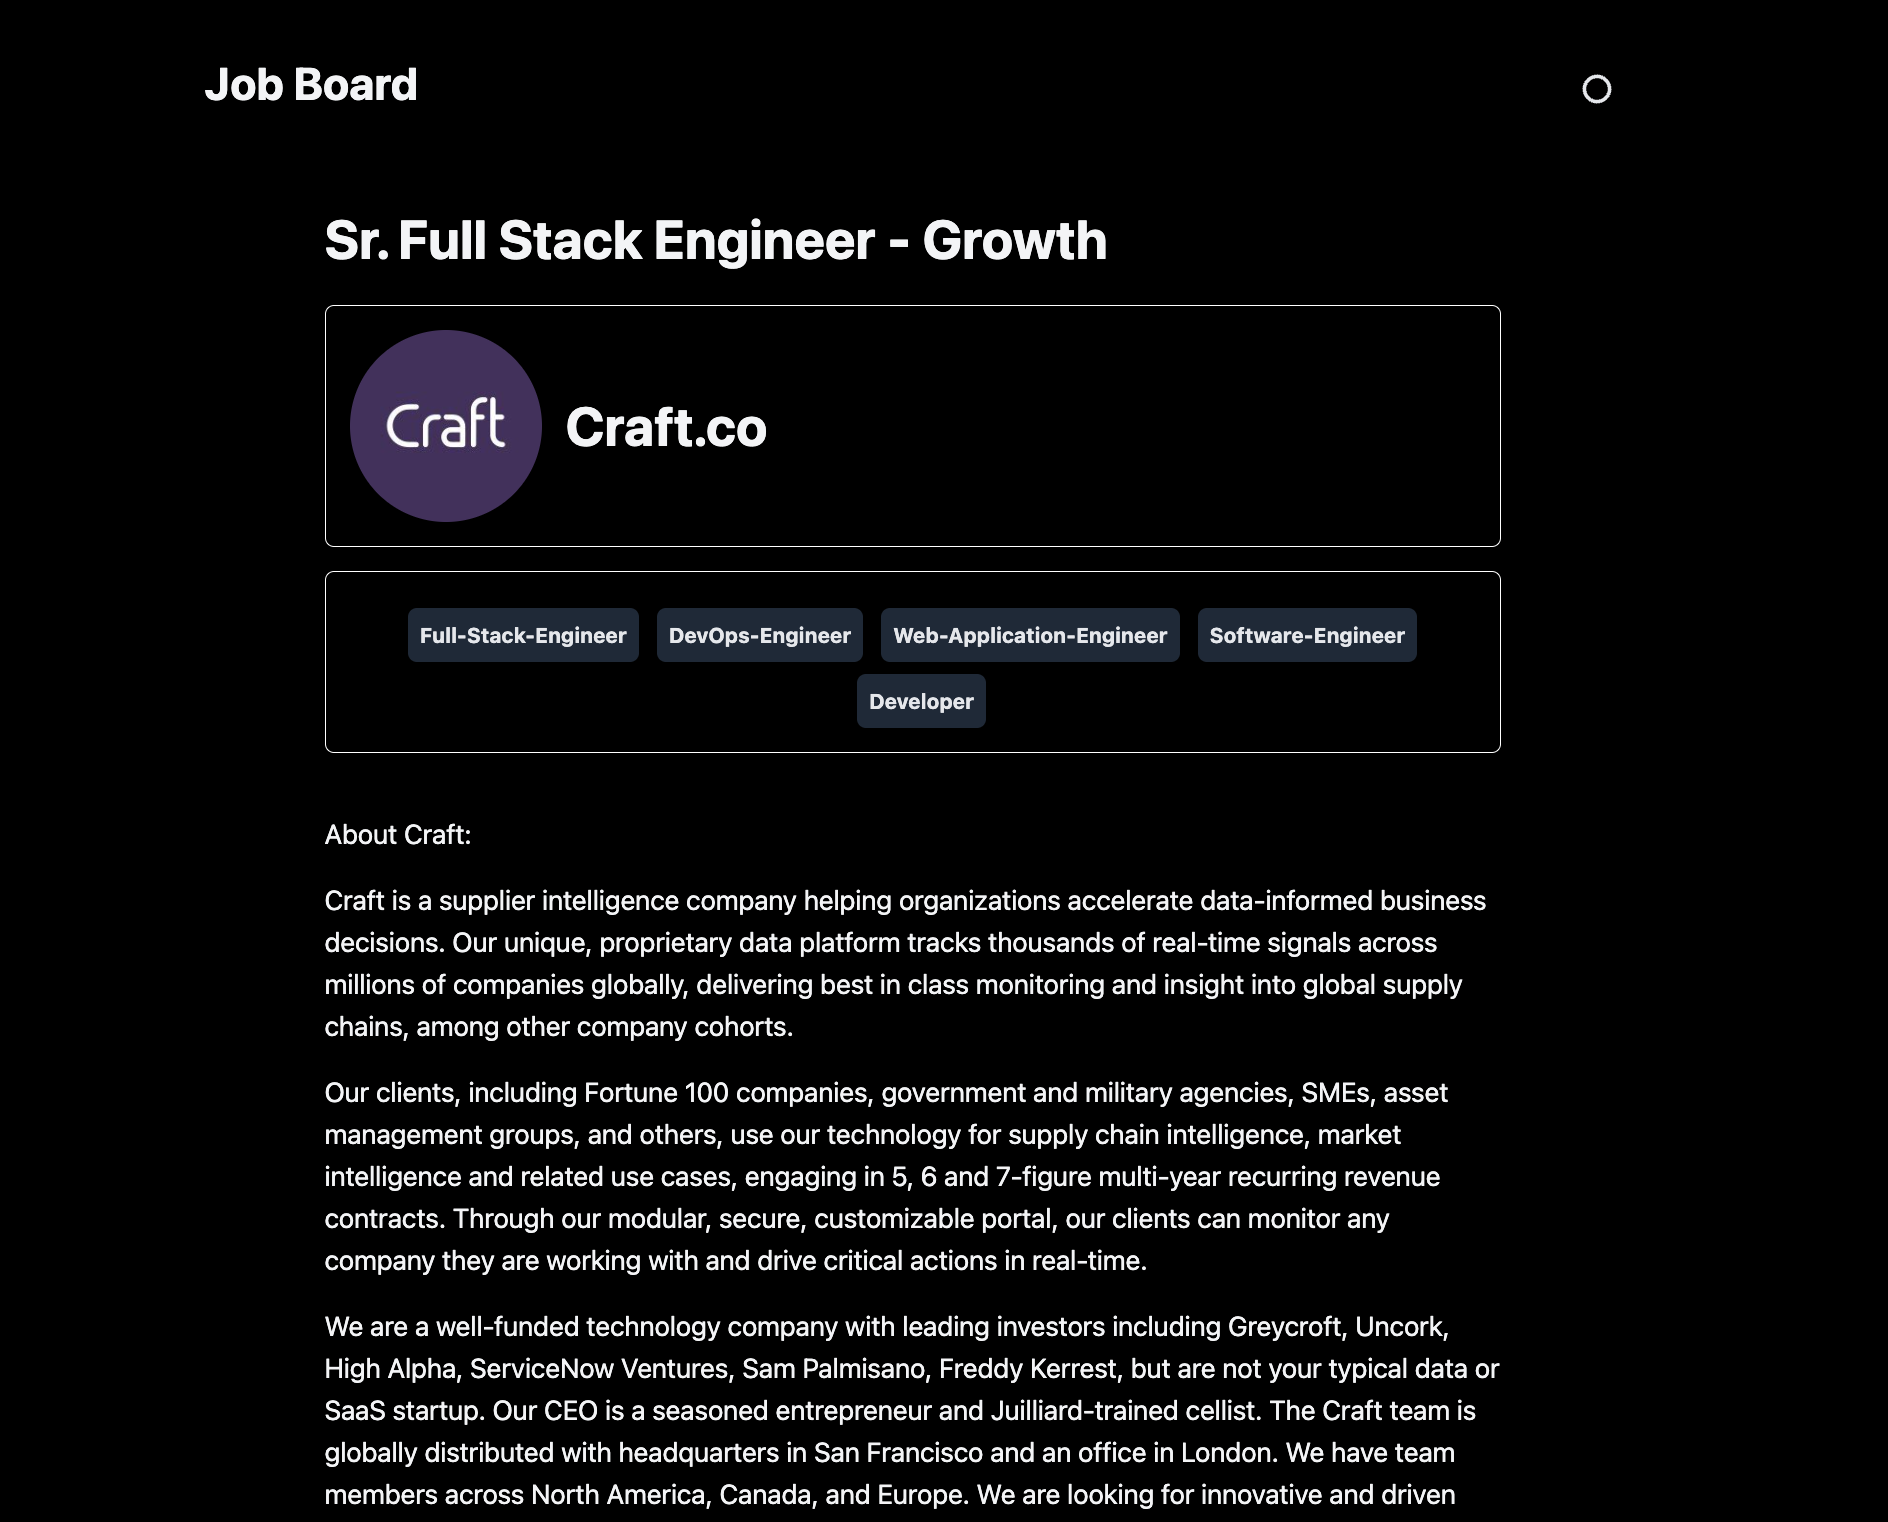 Job Board
Sr. Full Stack Engineer - Growth
Craft
Craft.co
Full-Stack-Engineer DevOps-Engineer Web-Application-Engineer Software-Engineer
Developer
About Craft:
Craft is a supplier intelligence company helping organizations accelerate data-informed business
decisions. Our unique, proprietary data platform tracks thousands of real-time signals across
millions of companies globally, delivering best in class monitoring and insight into global supply
chains, among other company cohorts.
Our clients, including Fortune 100 companies, government and military agencies, SMEs, asset
management groups, and others, use our technology for supply chain intelligence, market
intelligence and related use cases, engaging in 5, 6 and 7-figure multi-year recurring revenue
contracts. Through our modular, secure, customizable portal, our clients can monitor any
company they are working with and drive critical actions in real-time.
We are a well-funded technology company with leading investors including Greycroft, Uncork,
High Alpha, ServiceNow Ventures, Sam Palmisano, Freddy Kerrest, but are not your typical data or
SaaS startup. Our CEO is a seasoned entrepreneur and Juilliard-trained cellist. The Craft team is
globally distributed with headquarters in San Francisco and an office in London. We have team
members across North America, Canada, and Europe. We are looking for innovative and driven